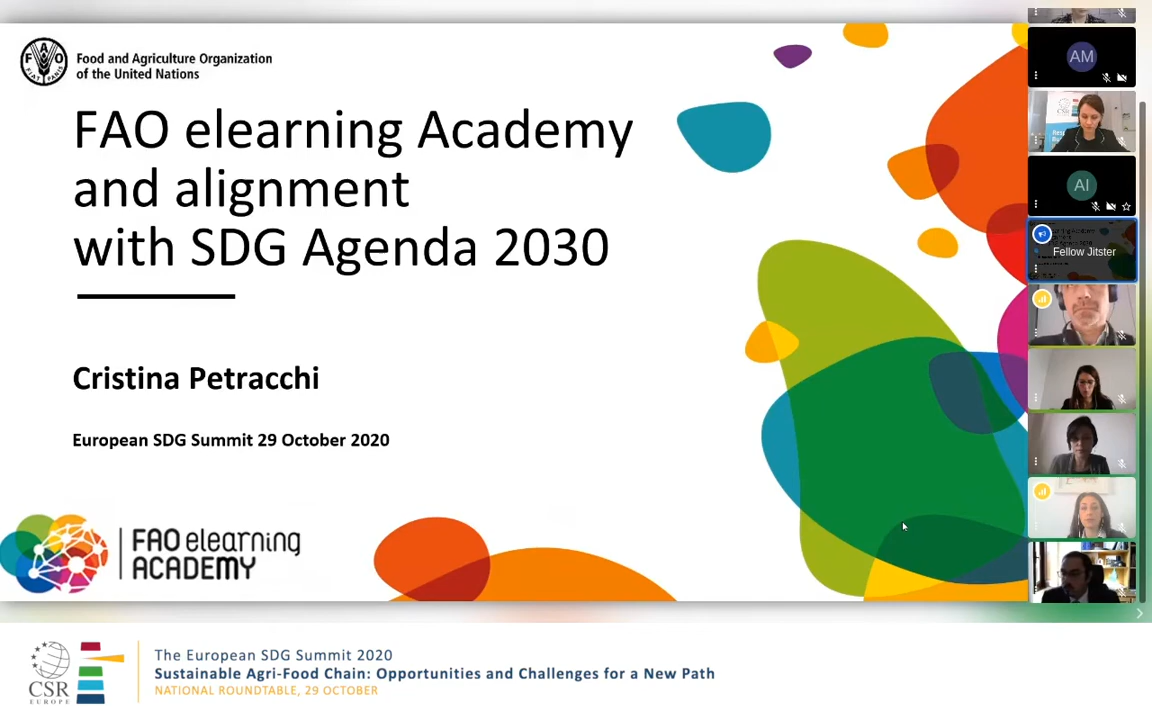 Food and Agriculture Organization
of the United Nations
FAO elearning Academy
and alignment
with SDG Agenda 2030
Cristina Petracchi
European SDG Summit 29 October 2020
FAO elearning
ACADEMY
AM
AI
Fellow Jitster
CSR
EUROPE
The European SDG Summit 2020
Sustainable Agri-Food Chain: Opportunities and Challenges for a New Path
NATIONAL ROUNDTABLE, 29 OCTOBER